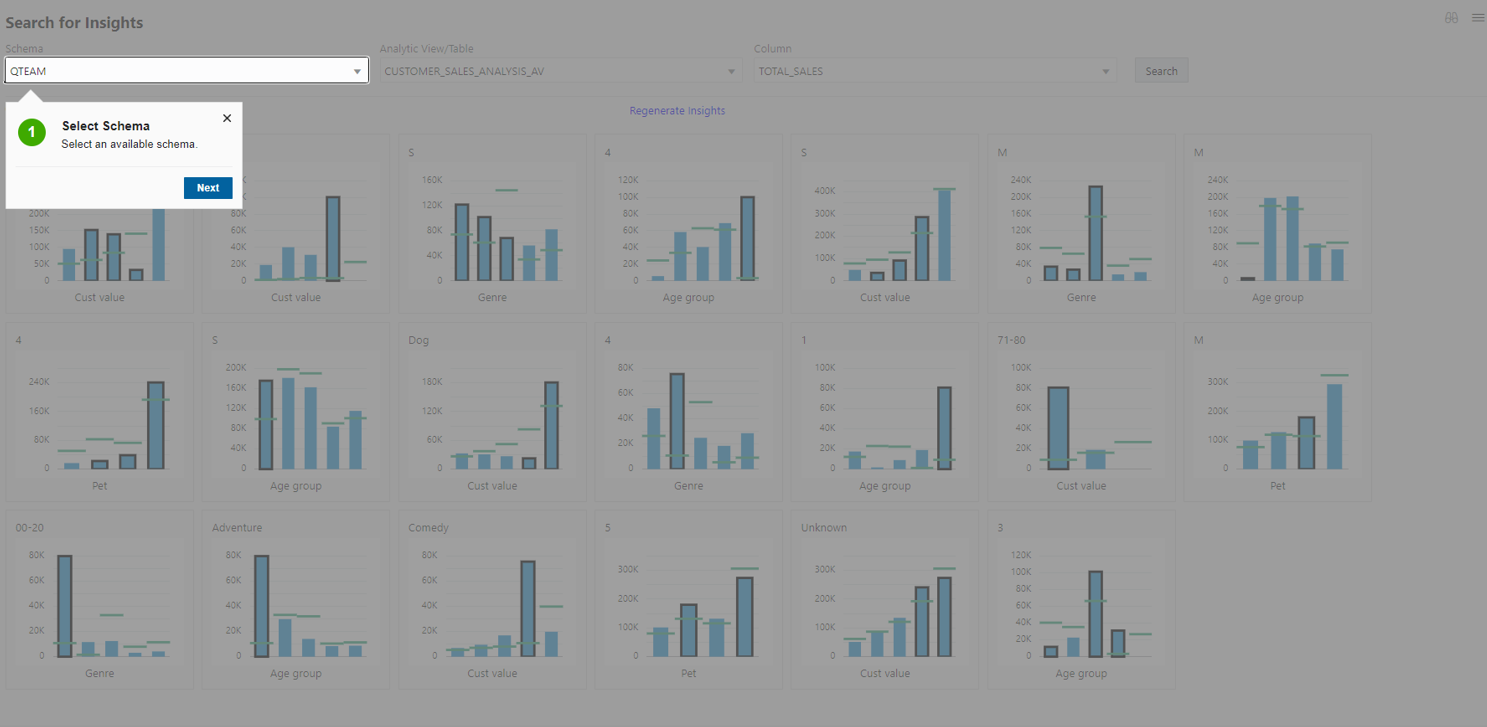 Search for Insights
Schema
Analytic View/Table
Column
QTEAM
CUSTOMER_SALES_ANALYSIS_AV
TOTAL_SALES
Search
Regenerate Insights
1
Select Schema
Select an available schema.
Next
200K
150K
100K
50K
0
Cust value
80K
60K
40K
20K
0
Cust value
S
160K
120K
80K
40K
0
Genre
4
120K
100K
80K
60K
40K
20K
0
Age group
S
400K
300K
200K
100K
0
Cust value
M
240K
200K
160K
120K
80K
40K
0
Genre
M
240K
200K
160K
120K
80K
40K
0
Age group
4
240K
160K
80K
0
Pet
S
200K
160K
120K
80K
40K
0
Age group
Dog
180K
120K
60K
0
Cust value
4
80K
60K
40K
20K
0
Genre
1
100K
80K
60K
40K
20K
0
Age group
71-80
100K
80K
60K
40K
20K
0
Cust value
M
300K
200K
100K
0
Pet
00-20
80K
60K
40K
20K
0
Genre
Adventure
80K
60K
40K
20K
0
Age group
Comedy
80K
60K
40K
20K
0
Cust value
5
300K
200K
100K
0
Pet
Unknown
300K
200K
100K
0
Cust value
3
120K
100K
80K
60K
40K
20K
0
Age group